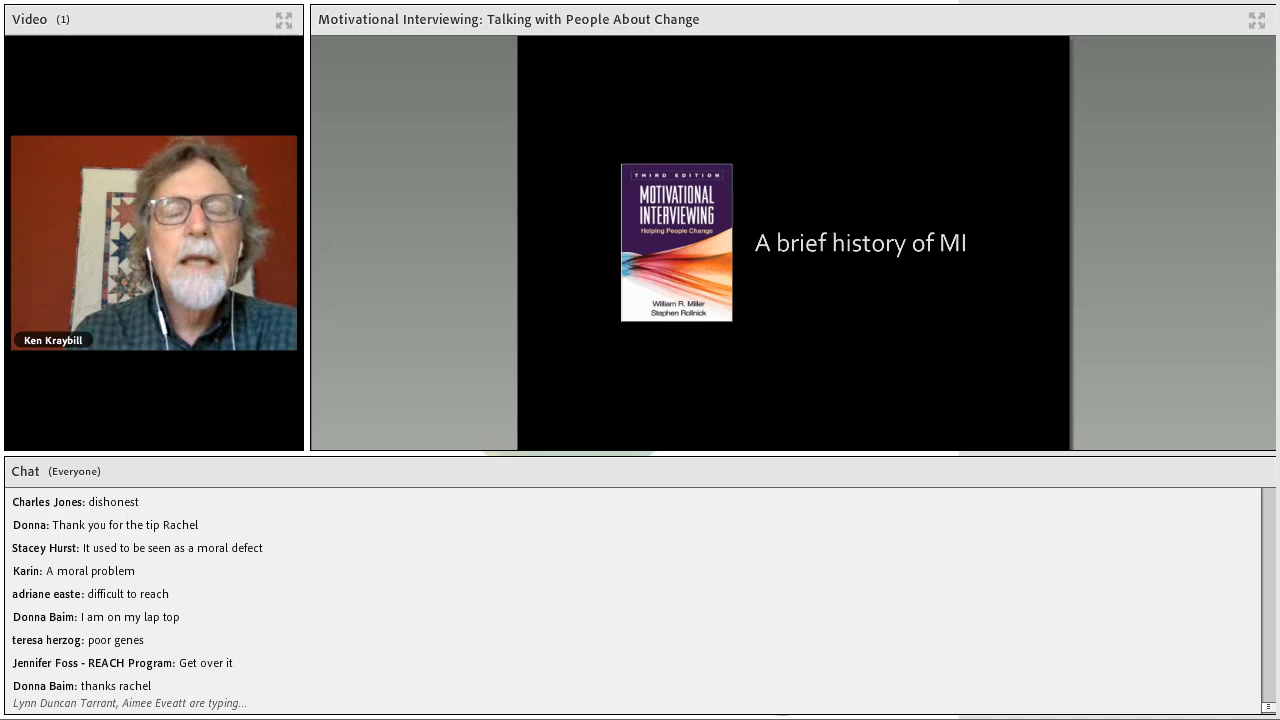 Video (1)
Motivational Interviewing: Talking with People About Change
Ken Kraybill
THIRD EDITION
MOTIVATIONAL
INTERVIEWING
Helping People Change
William R. Miller
Stephen Rollnick
A brief history of MI
Chat (Everyone)
Charles Jones: dishonest
Donna: Thank you for the tip Rachel
Stacey Hurst: It used to be seen as a moral defect
Karin: A moral problem
adriane easte: difficult to reach
Donna Baim: I am on my lap top
teresa herzog: poor genes
Jennifer Foss - REACH Program: Get over it
Donna Baim: thanks rachel
Lynn Duncan Tarrant, Aimee Eveatt are typing...